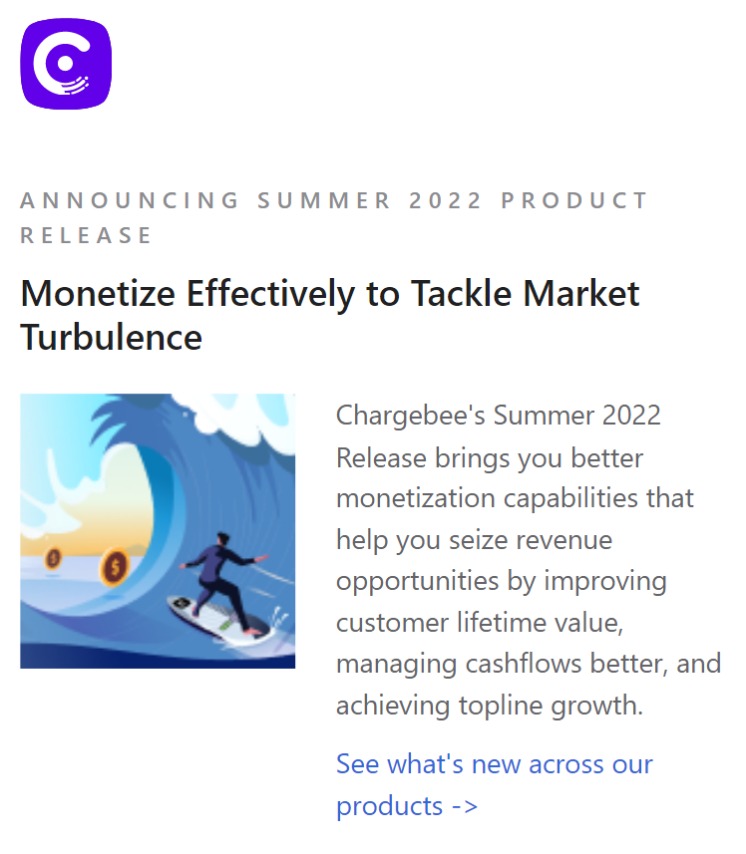 ANNOUNCING SUMMER 2022 PRODUCT
RELEASE
Monetize Effectively to Tackle Market
Turbulence
Chargebee's Summer 2022
Release brings you better
monetization capabilities that
help you seize revenue
opportunities by improving
customer lifetime value,
managing cashflows better, and
achieving topline growth.
See what's new across our
products ->